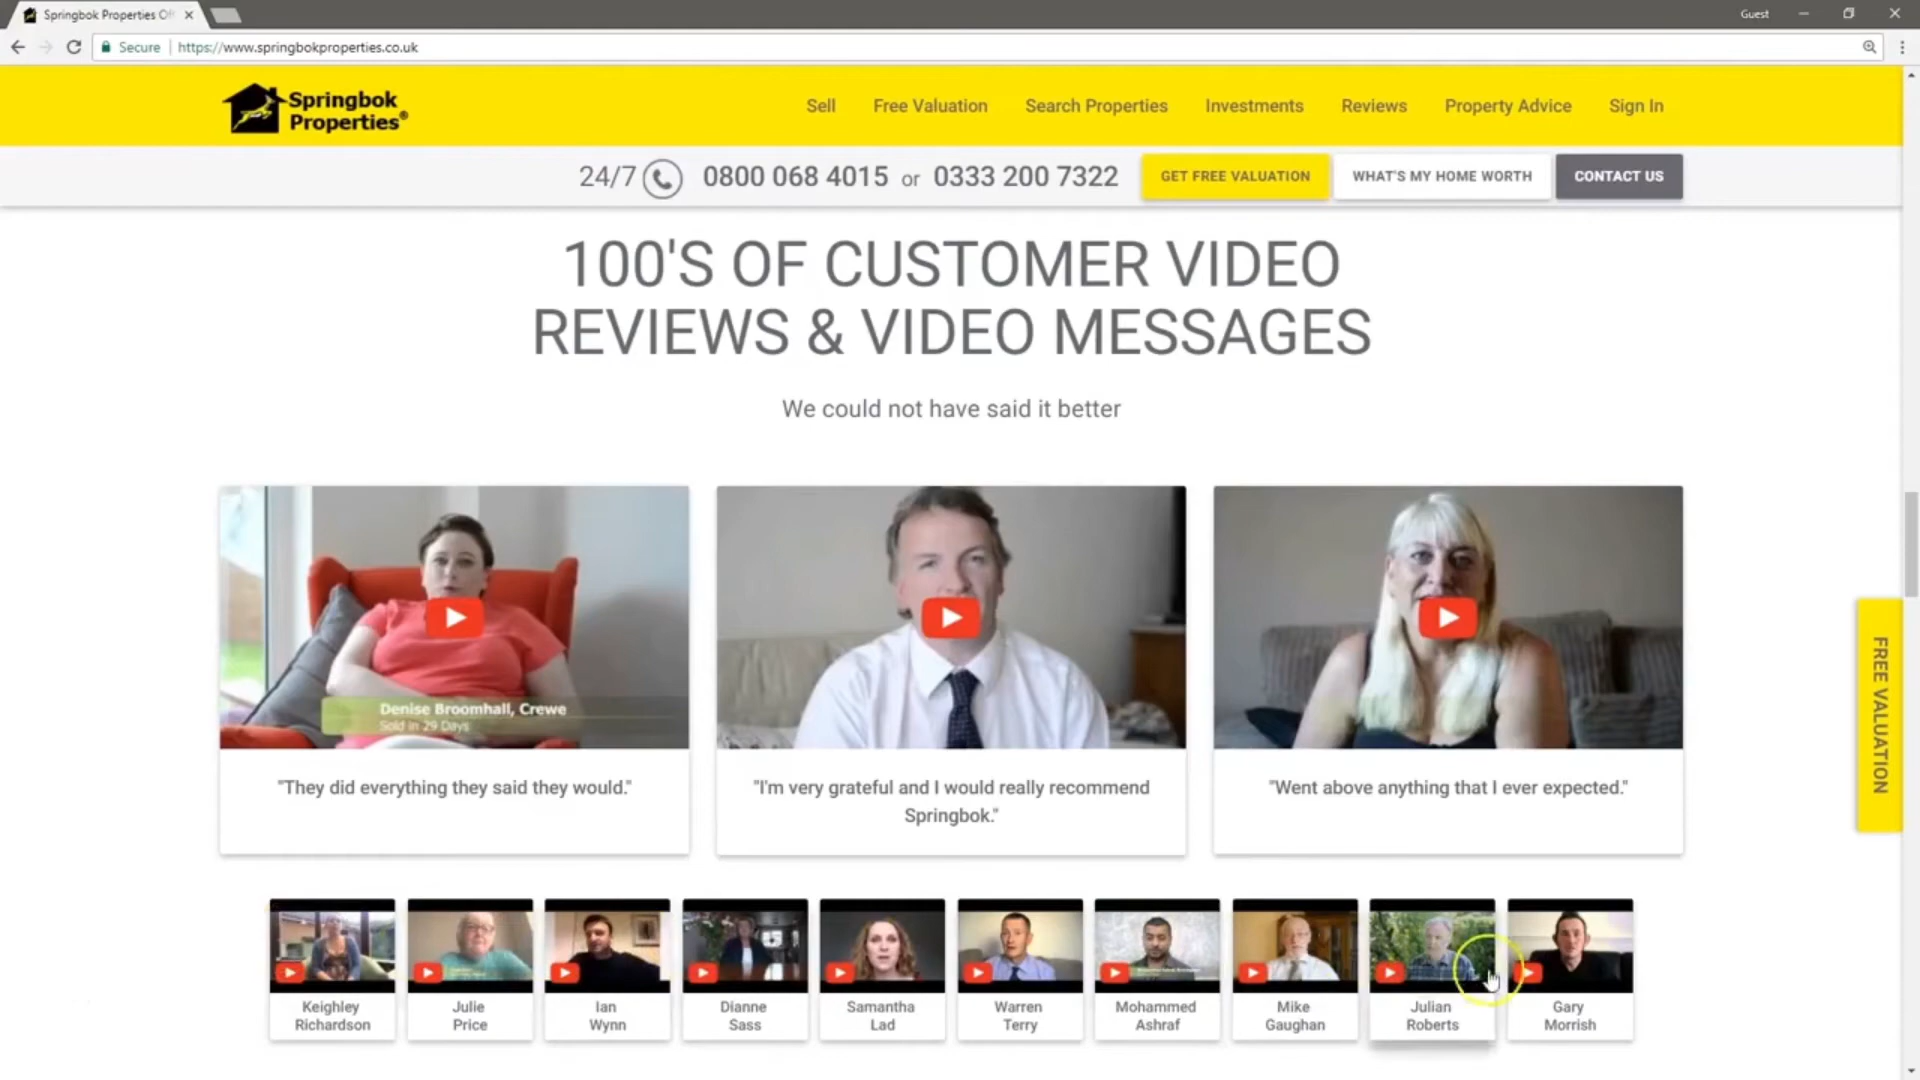 Springbok Properties Of
Guest
Secure
https://www.springbokproperties.co.uk
Springbok
Properties®
Sell
Free Valuation
Search Properties
Investments
Reviews
Property Advice
Sign In
24/7
0800 068 4015 or 0333 200 7322
GET FREE VALUATION
WHAT'S MY HOME WORTH
CONTACT US
100'S OF CUSTOMER VIDEO
REVIEWS & VIDEO MESSAGES
We could not have said it better
Denise Broomhall, Crewe
Sold in 29 Days
"They did everything they said they would."
"I'm very grateful and I would really recommend
Springbok."
"Went above anything that I ever expected."
FREE VALUATION
Keighley
Richardson
Julie
Price
Ian
Wynn
Dianne
Sass
Samantha
Lad
Warren
Terry
Mohammed
Ashraf
Mike
Gaughan
Julian
Roberts
Gary
Morrish